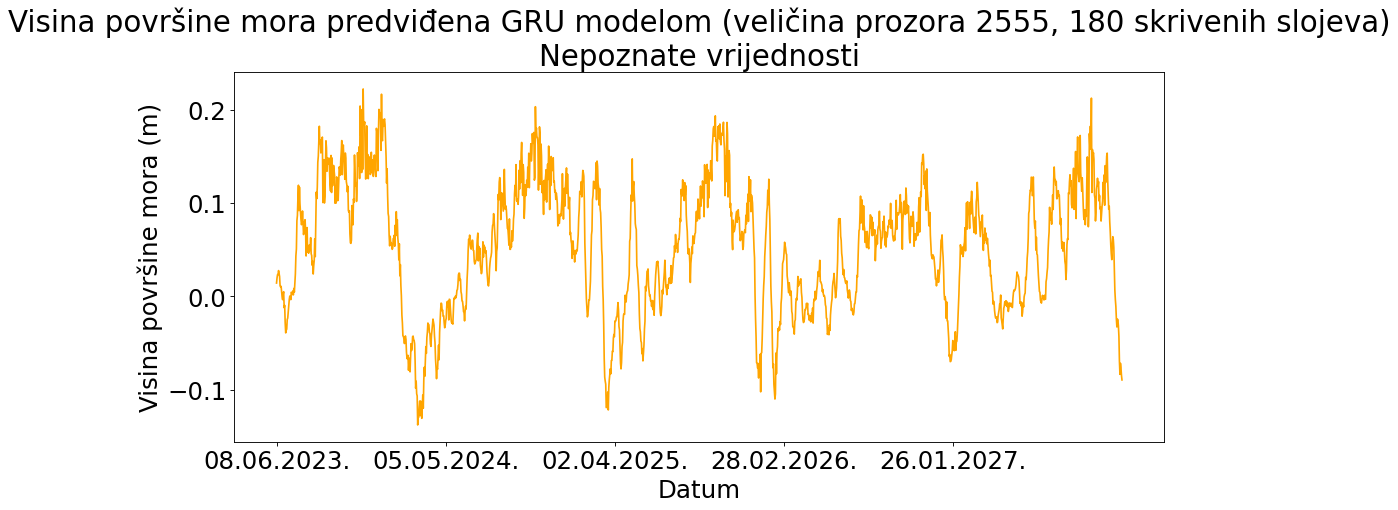 Visina površine mora predviđena GRU modelom (veličina prozora 2555, 180 skrivenih slojeva)
Nepoznate vrijednosti
Visina površine mora (m)
0.2
0.1
0.0
−0.1
08.06.2023. 05.05.2024. 02.04.2025. 28.02.2026. 26.01.2027.
Datum